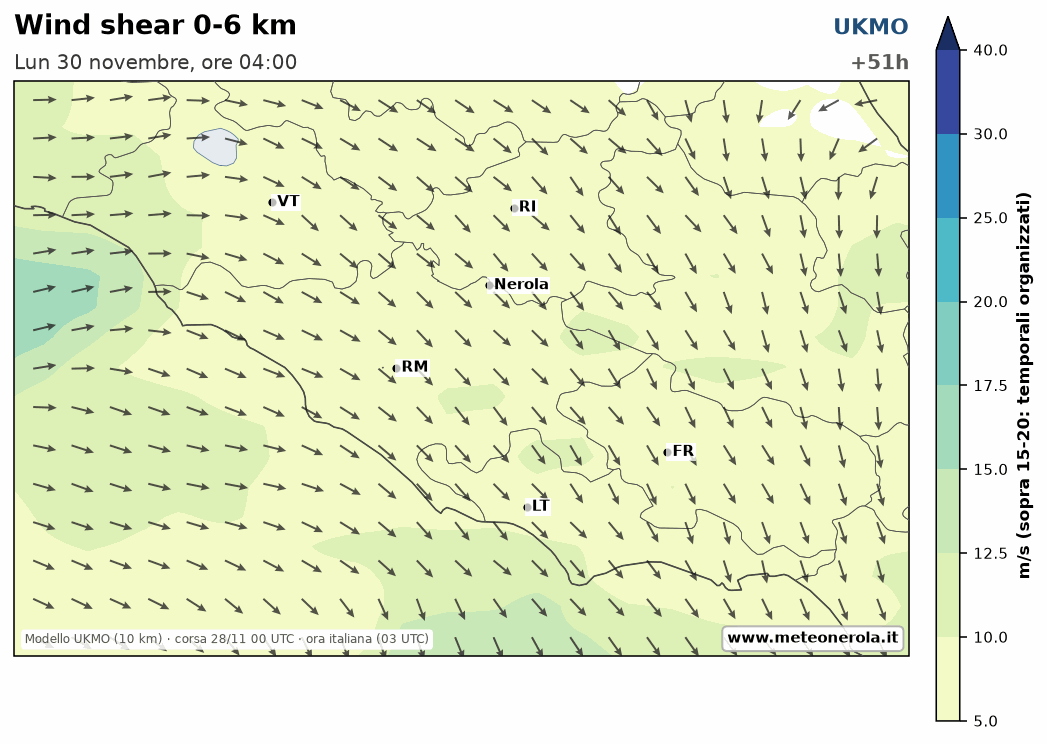 Wind shear 0-6 km
UKMO
Lun 30 novembre, ore 04:00
+51h
VT
RI
Nerola
RM
FR
LT
Modello UKMO (10 km) · corsa 28/11 00 UTC · ora italiana (03 UTC)
www.meteonerola.it
40.0
30.0
25.0
20.0
17.5
15.0
12.5
10.0
5.0
m/s (sopra 15-20: temporali organizzati)